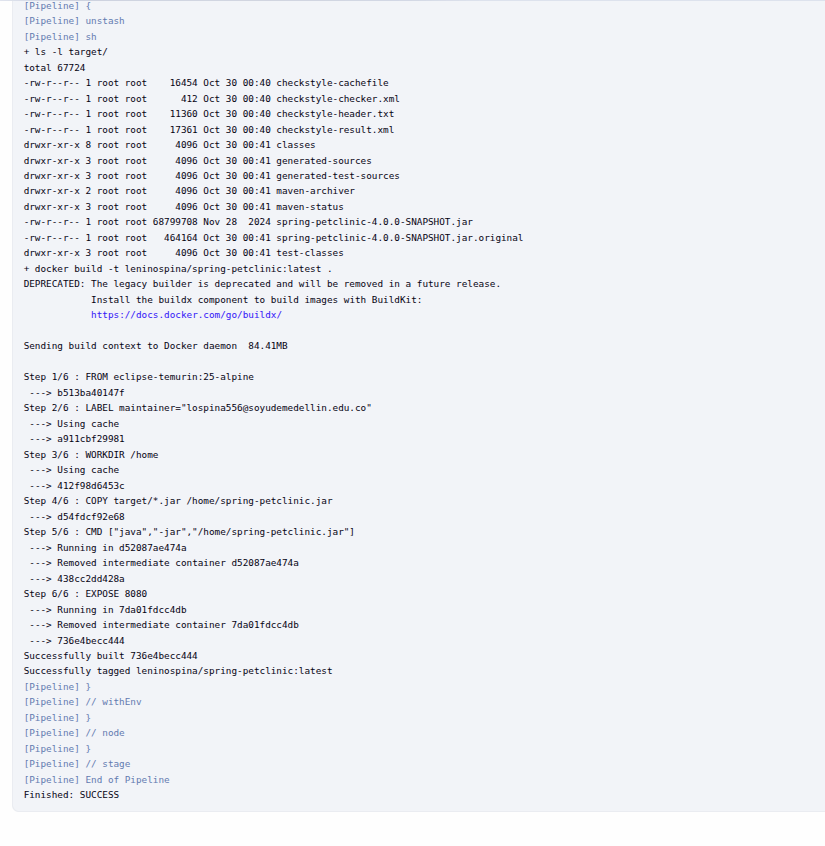 [Pipeline] {
[Pipeline] unstash
[Pipeline] sh
+ ls -l target/
total 67724
-rw-r--r-- 1 root root    16454 Oct 30 00:40 checkstyle-cachefile
-rw-r--r-- 1 root root      412 Oct 30 00:40 checkstyle-checker.xml
-rw-r--r-- 1 root root    11360 Oct 30 00:40 checkstyle-header.txt
-rw-r--r-- 1 root root    17361 Oct 30 00:40 checkstyle-result.xml
drwxr-xr-x 8 root root     4096 Oct 30 00:41 classes
drwxr-xr-x 3 root root     4096 Oct 30 00:41 generated-sources
drwxr-xr-x 3 root root     4096 Oct 30 00:41 generated-test-sources
drwxr-xr-x 2 root root     4096 Oct 30 00:41 maven-archiver
drwxr-xr-x 3 root root     4096 Oct 30 00:41 maven-status
-rw-r--r-- 1 root root 68799708 Nov 28  2024 spring-petclinic-4.0.0-SNAPSHOT.jar
-rw-r--r-- 1 root root   464164 Oct 30 00:41 spring-petclinic-4.0.0-SNAPSHOT.jar.original
drwxr-xr-x 3 root root     4096 Oct 30 00:41 test-classes
+ docker build -t leninospina/spring-petclinic:latest .
DEPRECATED: The legacy builder is deprecated and will be removed in a future release.
            Install the buildx component to build images with BuildKit:
            https://docs.docker.com/go/buildx/
Sending build context to Docker daemon  84.41MB
Step 1/6 : FROM eclipse-temurin:25-alpine
 ---> b513ba40147f
Step 2/6 : LABEL maintainer="lospina556@soyudemedellin.edu.co"
 ---> Using cache
 ---> a911cbf29981
Step 3/6 : WORKDIR /home
 ---> Using cache
 ---> 412f98d6453c
Step 4/6 : COPY target/*.jar /home/spring-petclinic.jar
 ---> d54fdcf92e68
Step 5/6 : CMD ["java","-jar","/home/spring-petclinic.jar"]
 ---> Running in d52087ae474a
 ---> Removed intermediate container d52087ae474a
 ---> 438cc2dd428a
Step 6/6 : EXPOSE 8080
 ---> Running in 7da01fdcc4db
 ---> Removed intermediate container 7da01fdcc4db
 ---> 736e4becc444
Successfully built 736e4becc444
Successfully tagged leninospina/spring-petclinic:latest
[Pipeline] }
[Pipeline] // withEnv
[Pipeline] }
[Pipeline] // node
[Pipeline] }
[Pipeline] // stage
[Pipeline] End of Pipeline
Finished: SUCCESS